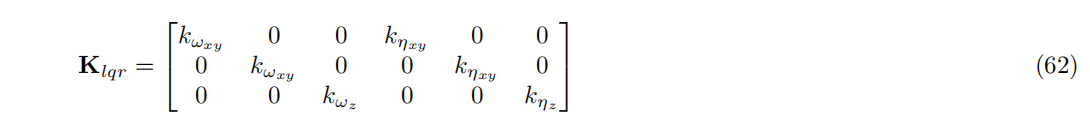 k_{ω_{xy}} 0 0 k_{η_{xy}} 0 0
𝐊_{lqr} = 0 k_{ω_{xy}} 0 0 k_{η_{xy}} 0 (62)
0 0 k_{ω_z} 0 0 k_{η_z}